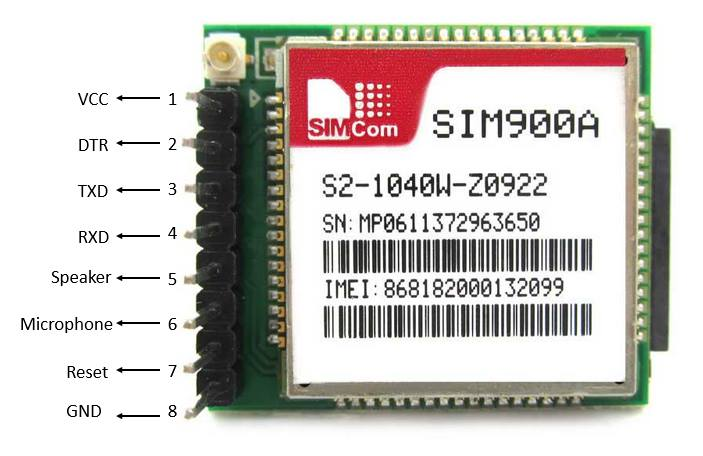 VCC 1
DTR 2
TXD 3
RXD 4
Speaker 5
Microphone 6
Reset 7
GND 8
SIMCom
SIM900A
S2-1040W-Z0922
SN: MP0611372963650
IMEI: 868182000132099